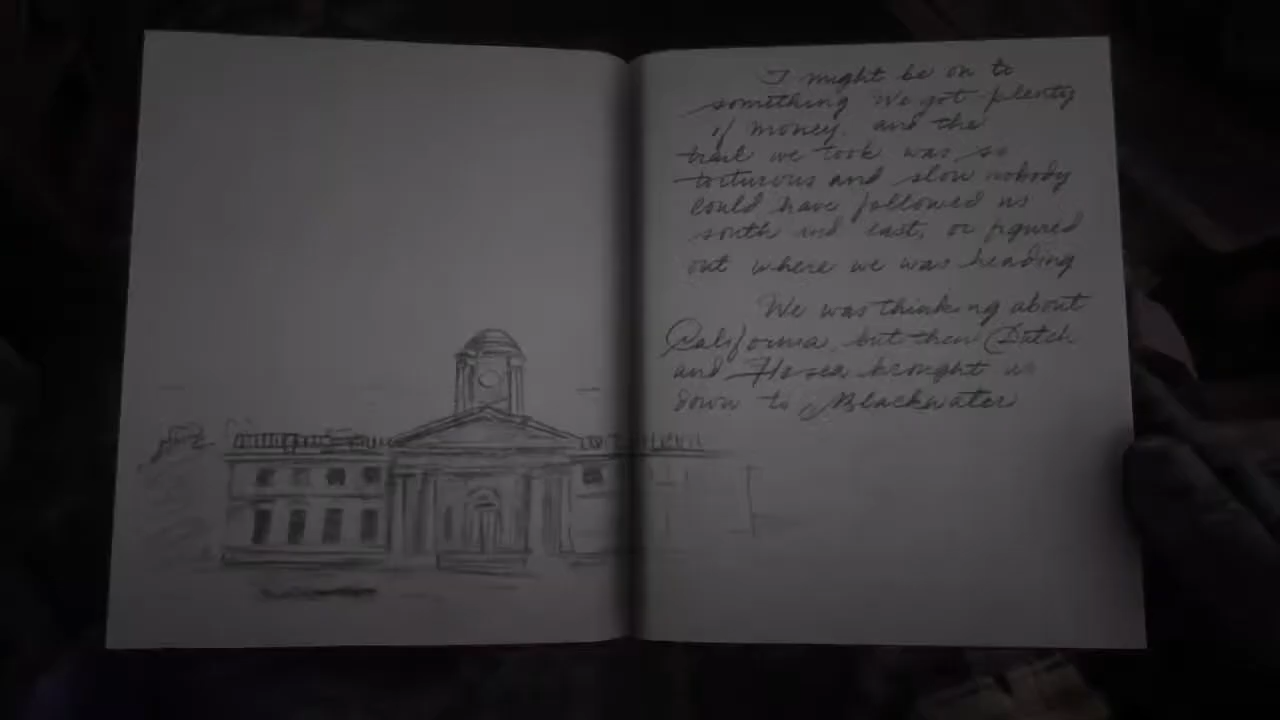 I might be on to
something We got plenty
of money. and the
trail we took was so
torturous and slow nobody
could have followed us
south and east, or figured
out where we was heading
We was thinking about
California, but then Dutch
and Hosea brought us
down to Blackwater